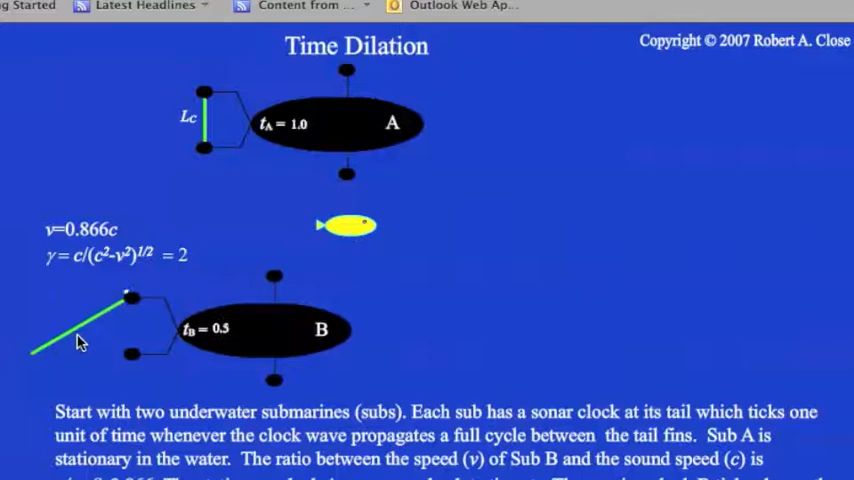 g Started Latest Headlines Content from ... Outlook Web Ap...
Time Dilation
Copyright © 2007 Robert A. Close
Lc
tA = 1.0
A
v=0.866c
γ = c/(c²-v²)^1/2 = 2
tB = 0.5
B
Start with two underwater submarines (subs). Each sub has a sonar clock at its tail which ticks one
unit of time whenever the clock wave propagates a full cycle between the tail fins. Sub A is
stationary in the water. The ratio between the speed (v) of Sub B and the sound speed (c) is